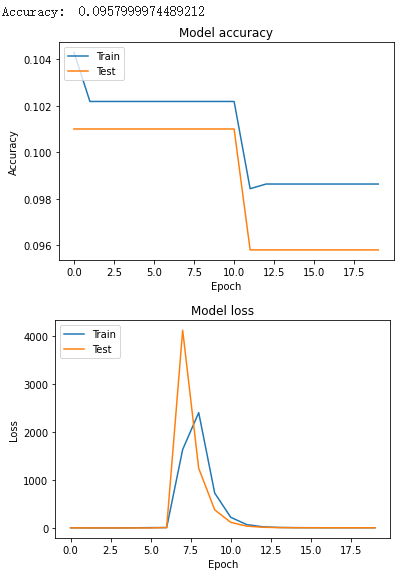 Accuracy: 0.0957999974489212
Model accuracy
Train
Test
0.104
0.102
0.100
0.098
0.096
Accuracy
0.0 2.5 5.0 7.5 10.0 12.5 15.0 17.5
Epoch
Model loss
Train
Test
4000
3000
2000
1000
0
Loss
0.0 2.5 5.0 7.5 10.0 12.5 15.0 17.5
Epoch